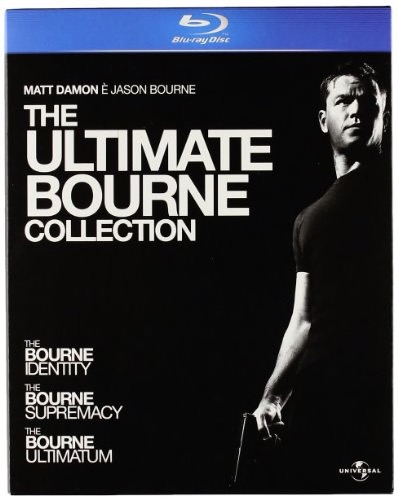 Blu-ray Disc
MATT DAMON È JASON BOURNE
THE
ULTIMATE
BOURNE
COLLECTION
THE
BOURNE
IDENTITY
THE
BOURNE
SUPREMACY
THE
BOURNE
ULTIMATUM
UNIVERSAL